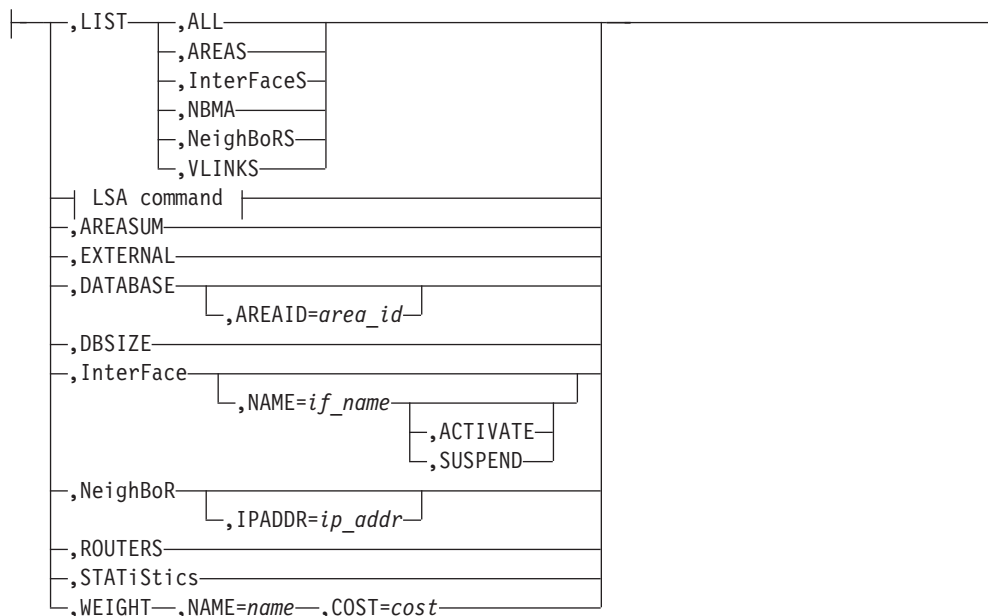 ,LIST ,ALL
,AREAS
,InterFaceS
,NBMA
,NeighBoRS
,VLINKS
LSA command
,AREASUM
,EXTERNAL
,DATABASE
,AREAID=area_id
,DBSIZE
,InterFace
,NAME=if_name
,ACTIVATE
,SUSPEND
,NeighBoR
,IPADDR=ip_addr
,ROUTERS
,STATiStics
,WEIGHT ,NAME=name ,COST=cost